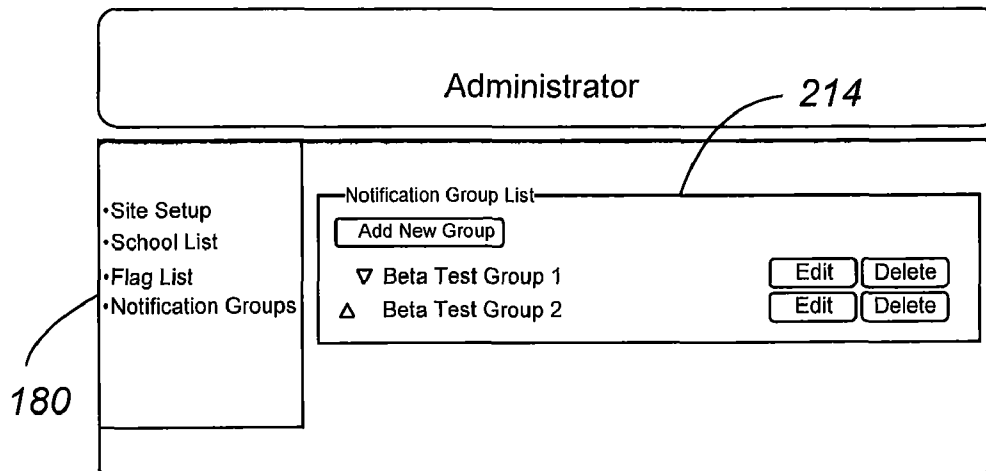 Administrator
214
•Site Setup
•School List
•Flag List
•Notification Groups
180
Notification Group List
Add New Group
Beta Test Group 1 Edit Delete
Beta Test Group 2 Edit Delete